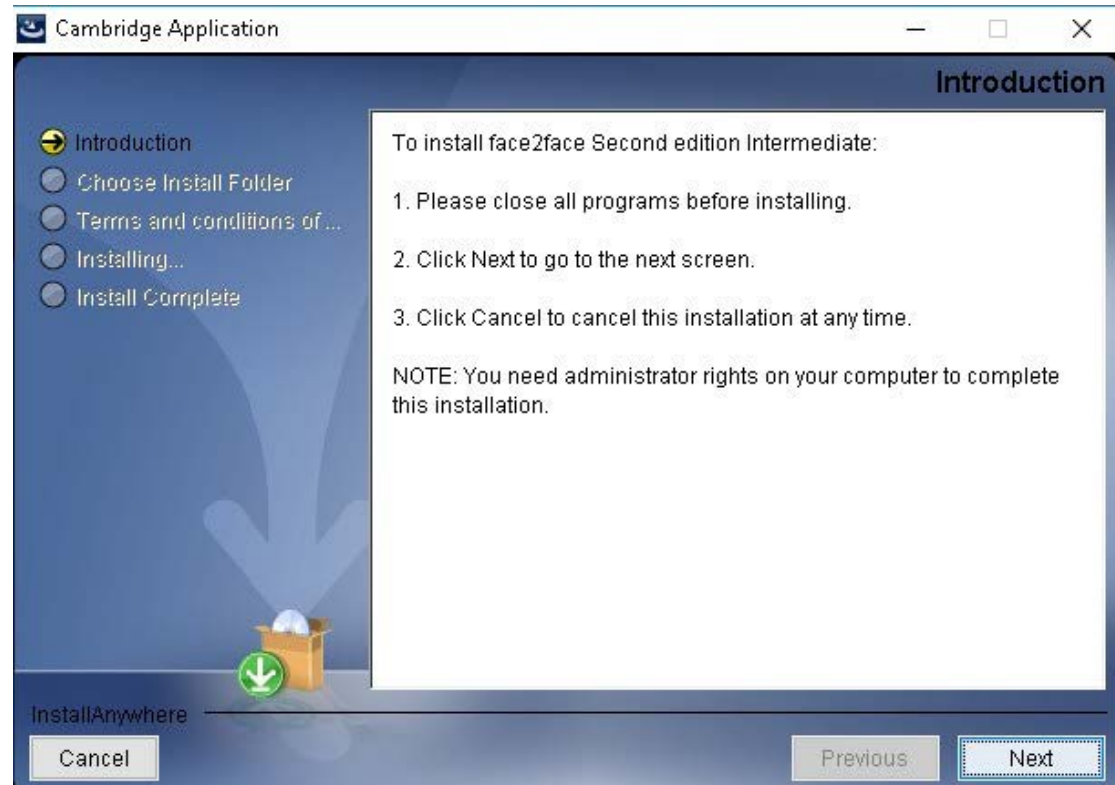 Cambridge Application
Introduction
Introduction
Choose Install Folder
Terms and conditions of...
Installing...
Install Complete
To install face2face Second edition Intermediate:
1. Please close all programs before installing.
2. Click Next to go to the next screen.
3. Click Cancel to cancel this installation at any time.
NOTE: You need administrator rights on your computer to complete
this installation.
InstallAnywhere
Cancel
Previous
Next